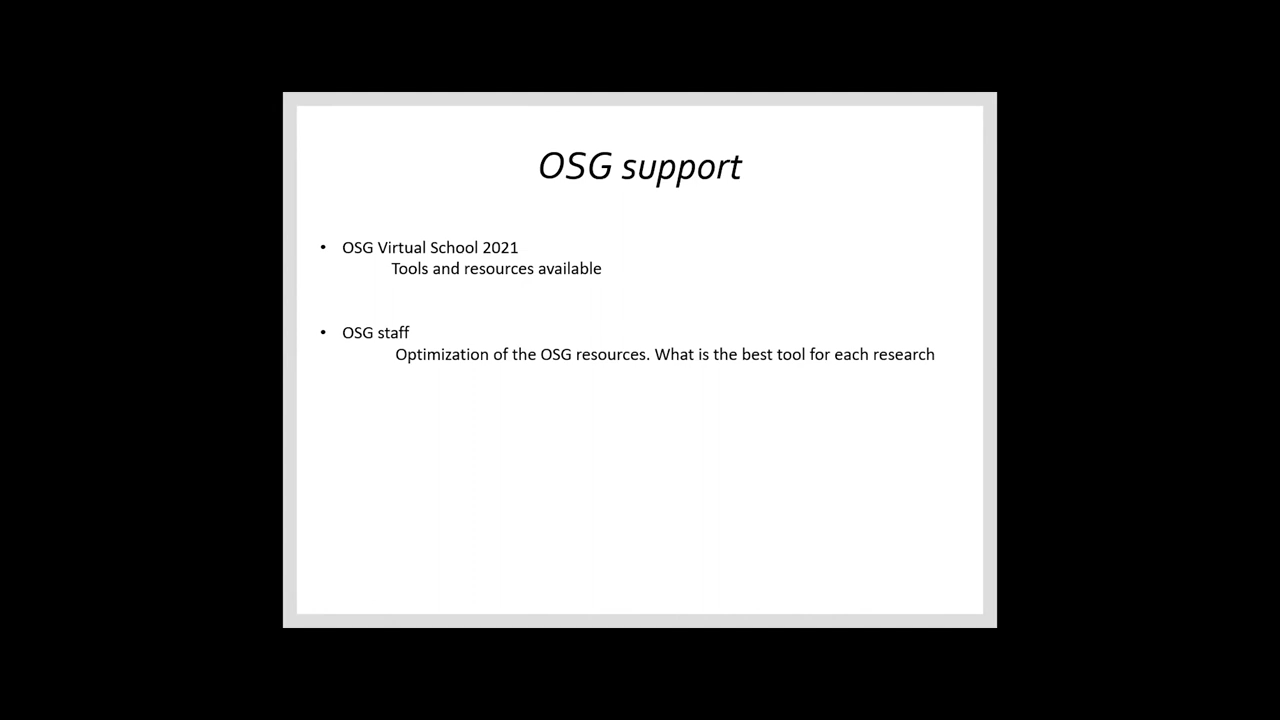 OSG support
• OSG Virtual School 2021
Tools and resources available
• OSG staff
Optimization of the OSG resources. What is the best tool for each research